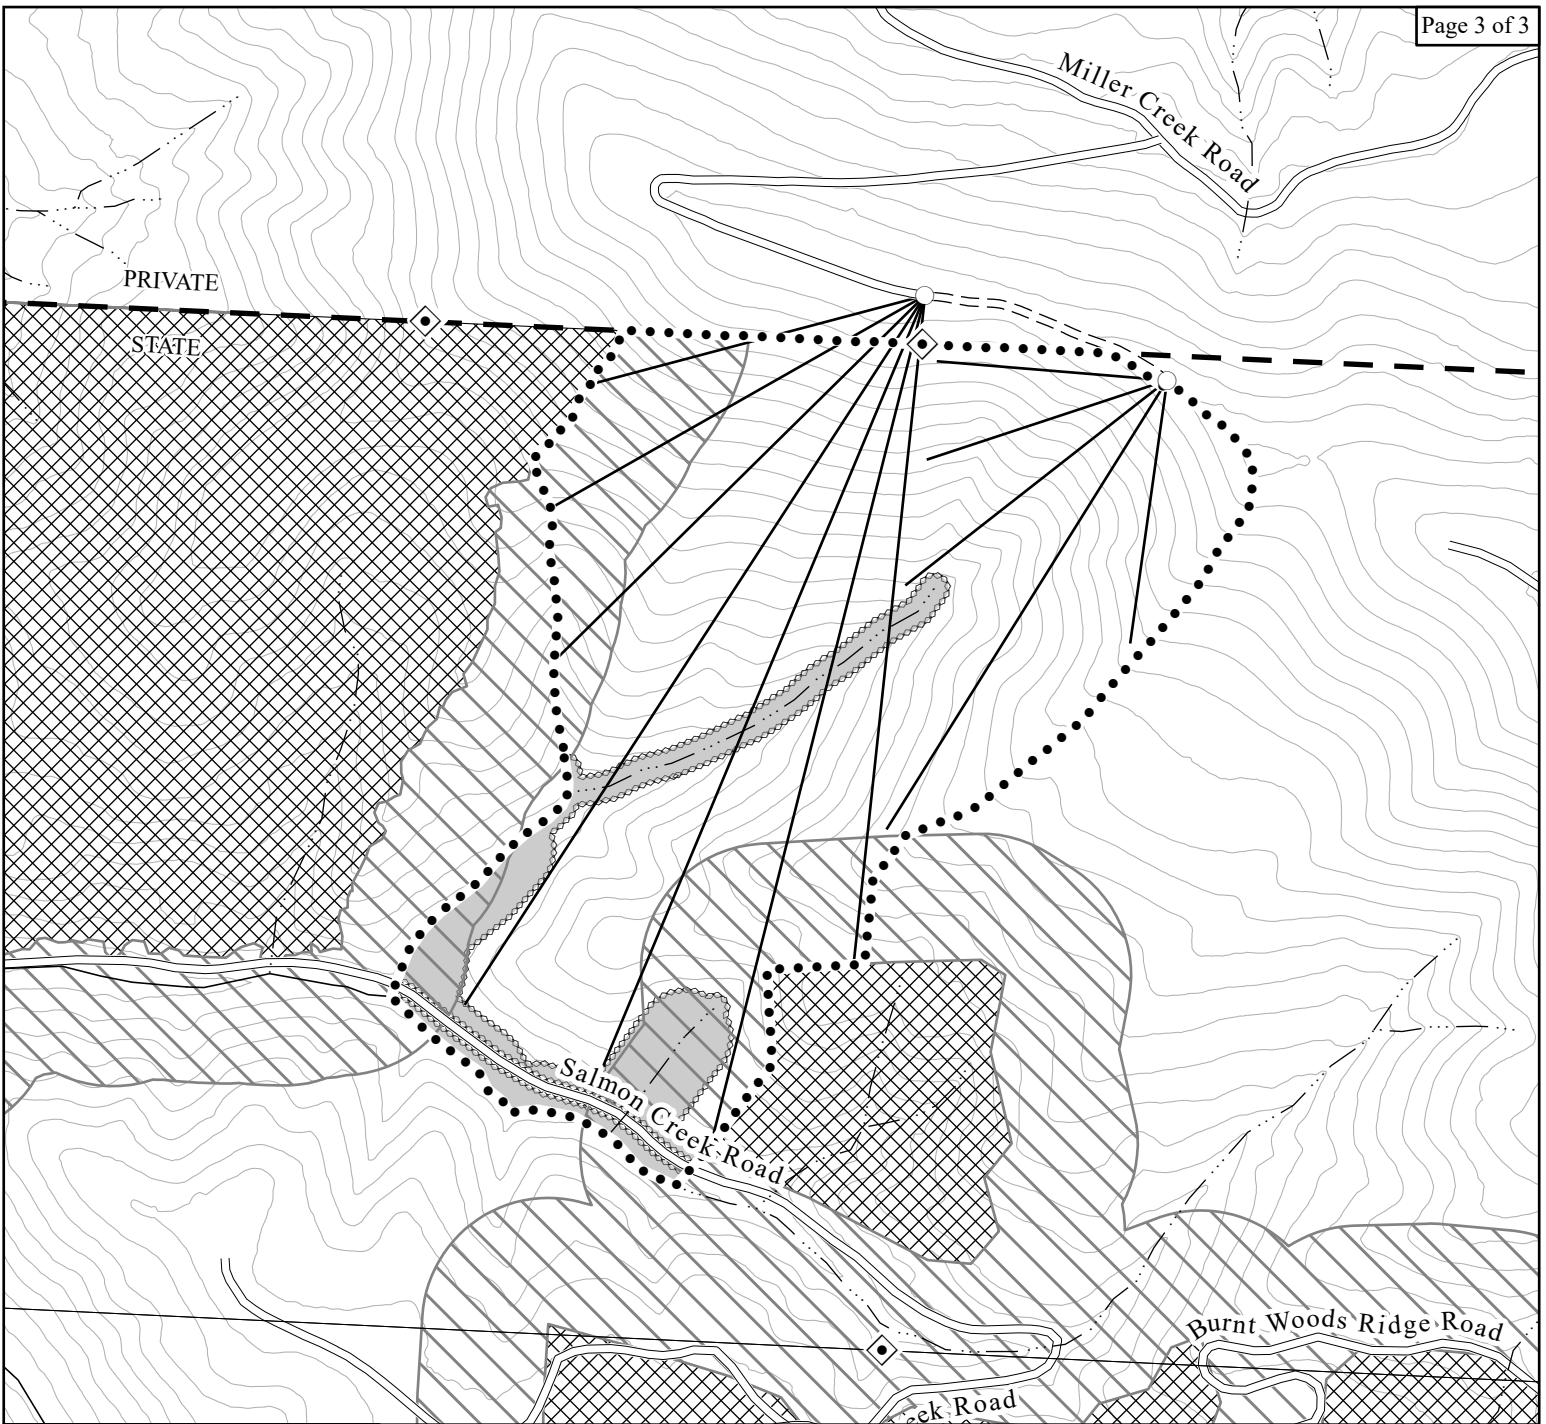 Page 3 of 3
Miller Creek Road
PRIVATE
STATE
Salmon Creek Road
Burnt Woods Ridge Road
eek Road